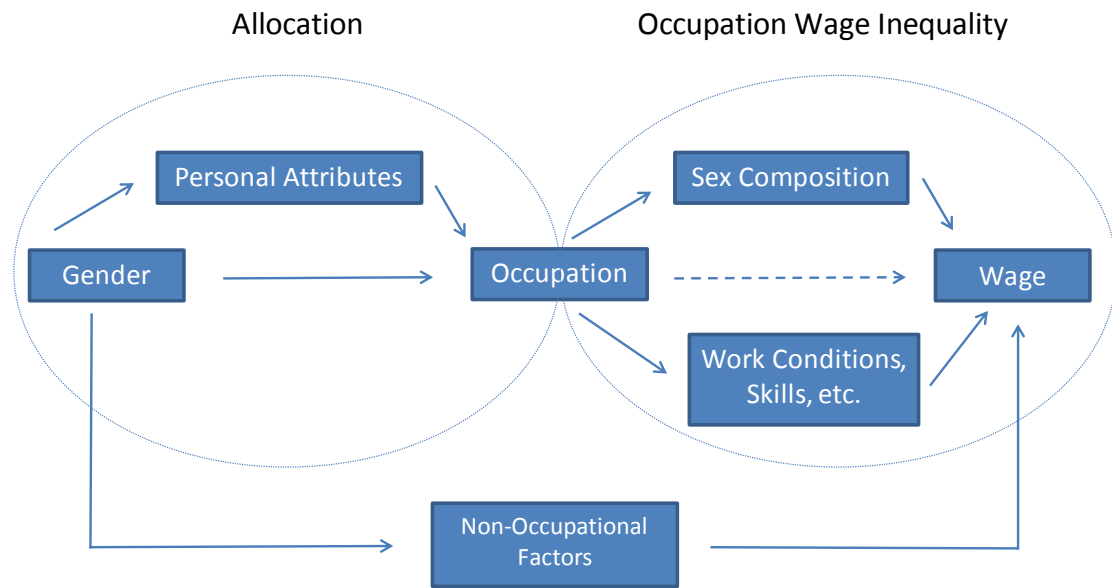 Allocation
Occupation Wage Inequality
Personal Attributes
Sex Composition
Gender
Occupation
Wage
Work Conditions,
Skills, etc.
Non-Occupational
Factors